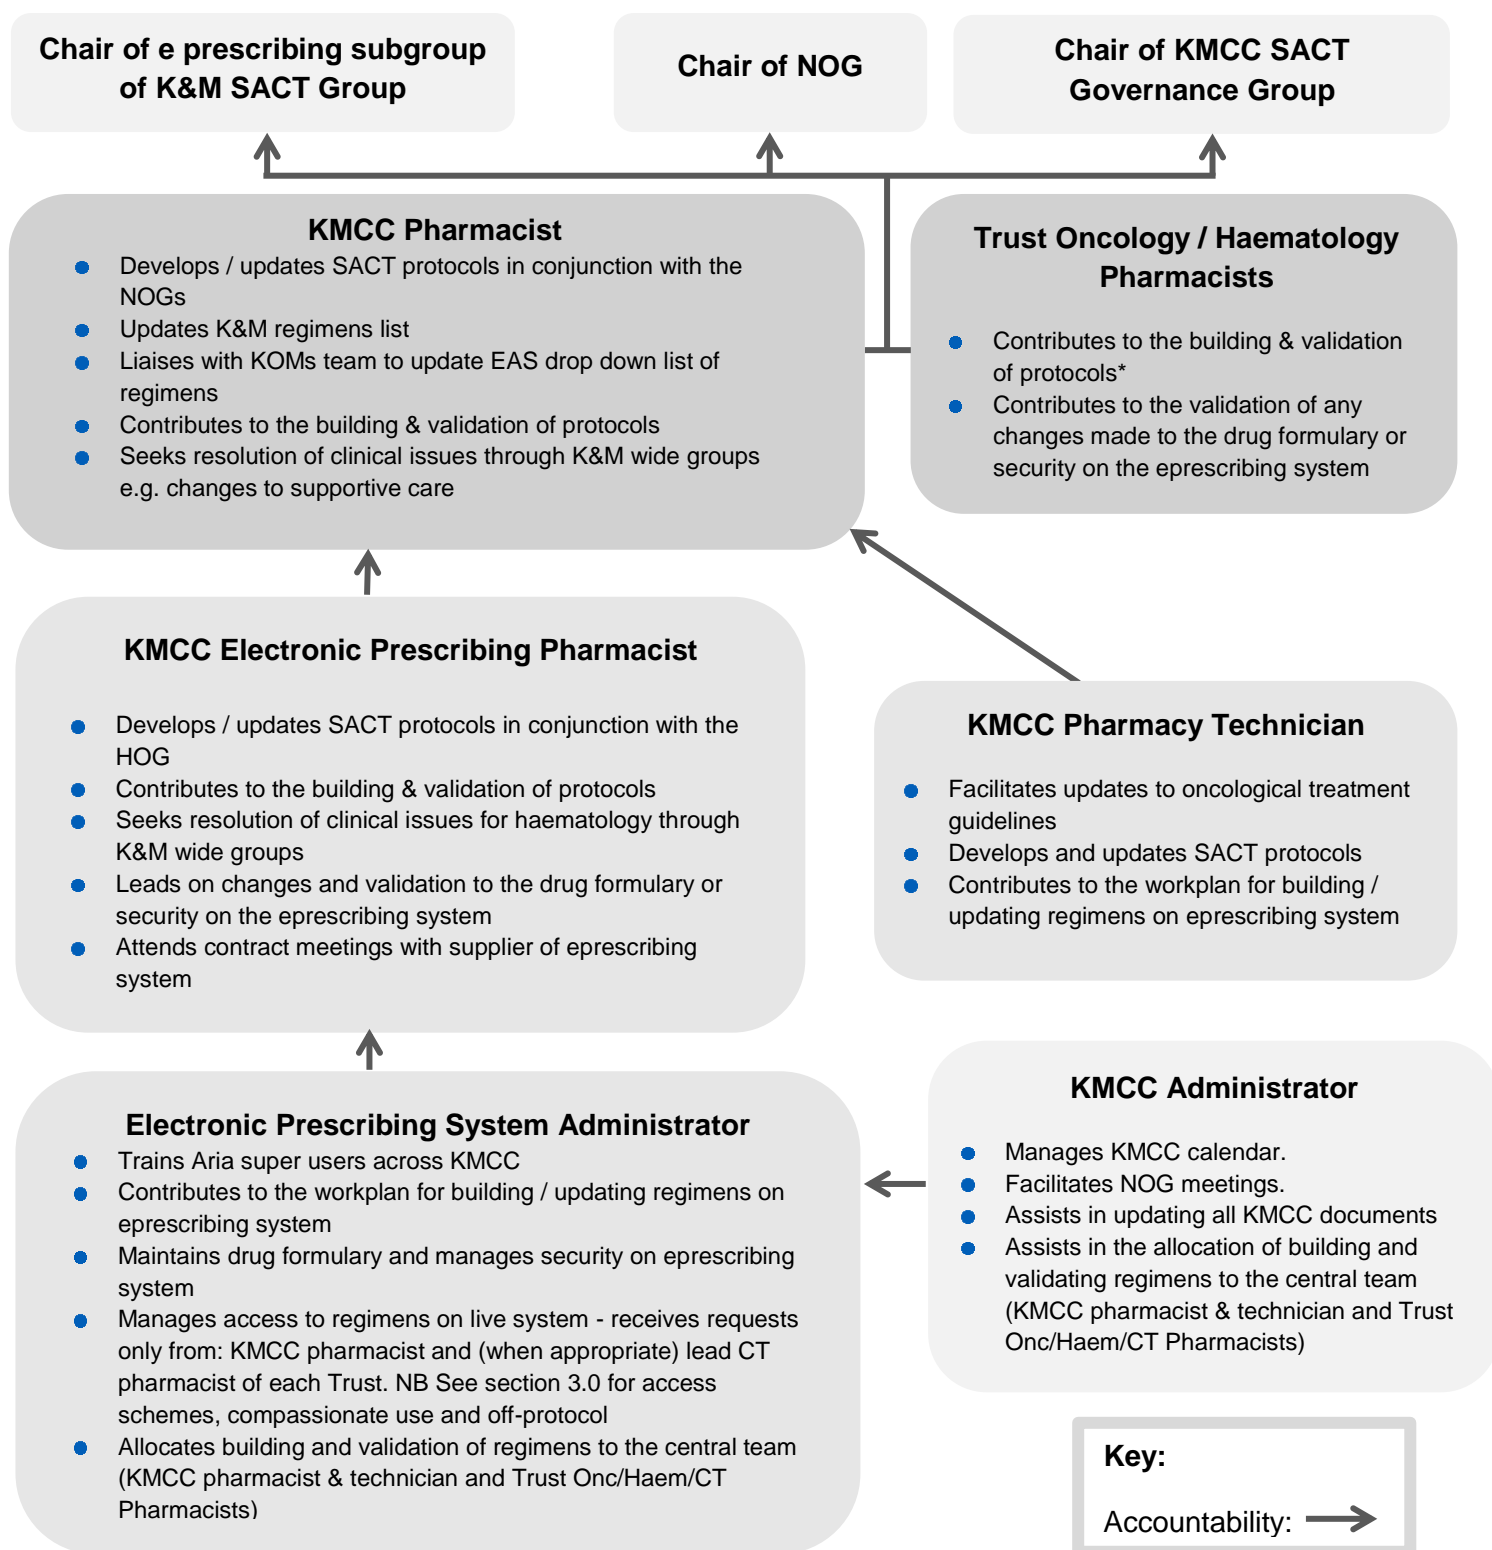 Chair of e prescribing subgroup
of K&M SACT Group
Chair of NOG
Chair of KMCC SACT
Governance Group
KMCC Pharmacist
Develops / updates SACT protocols in conjunction with the
NOGs
Updates K&M regimens list
Liaises with KOMs team to update EAS drop down list of
regimens
Contributes to the building & validation of protocols
Seeks resolution of clinical issues through K&M wide groups
e.g. changes to supportive care
Trust Oncology / Haematology
Pharmacists
Contributes to the building & validation
of protocols*
Contributes to the validation of any
changes made to the drug formulary or
security on the eprescribing system
KMCC Electronic Prescribing Pharmacist
Develops / updates SACT protocols in conjunction with the
HOG
Contributes to the building & validation of protocols
Seeks resolution of clinical issues for haematology through
K&M wide groups
Leads on changes and validation to the drug formulary or
security on the eprescribing system
Attends contract meetings with supplier of eprescribing
system
KMCC Pharmacy Technician
Facilitates updates to oncological treatment
guidelines
Develops and updates SACT protocols
Contributes to the workplan for building /
updating regimens on eprescribing system
Electronic Prescribing System Administrator
Trains Aria super users across KMCC
Contributes to the workplan for building / updating regimens on
eprescribing system
Maintains drug formulary and manages security on eprescribing
system
Manages access to regimens on live system - receives requests
only from: KMCC pharmacist and (when appropriate) lead CT
pharmacist of each Trust. NB See section 3.0 for access
schemes, compassionate use and off-protocol
Allocates building and validation of regimens to the central team
(KMCC pharmacist & technician and Trust Onc/Haem/CT
Pharmacists)
KMCC Administrator
Manages KMCC calendar.
Facilitates NOG meetings.
Assists in updating all KMCC documents
Assists in the allocation of building and
validating regimens to the central team
(KMCC pharmacist & technician and Trust
Onc/Haem/CT Pharmacists)
Key:
Accountability: